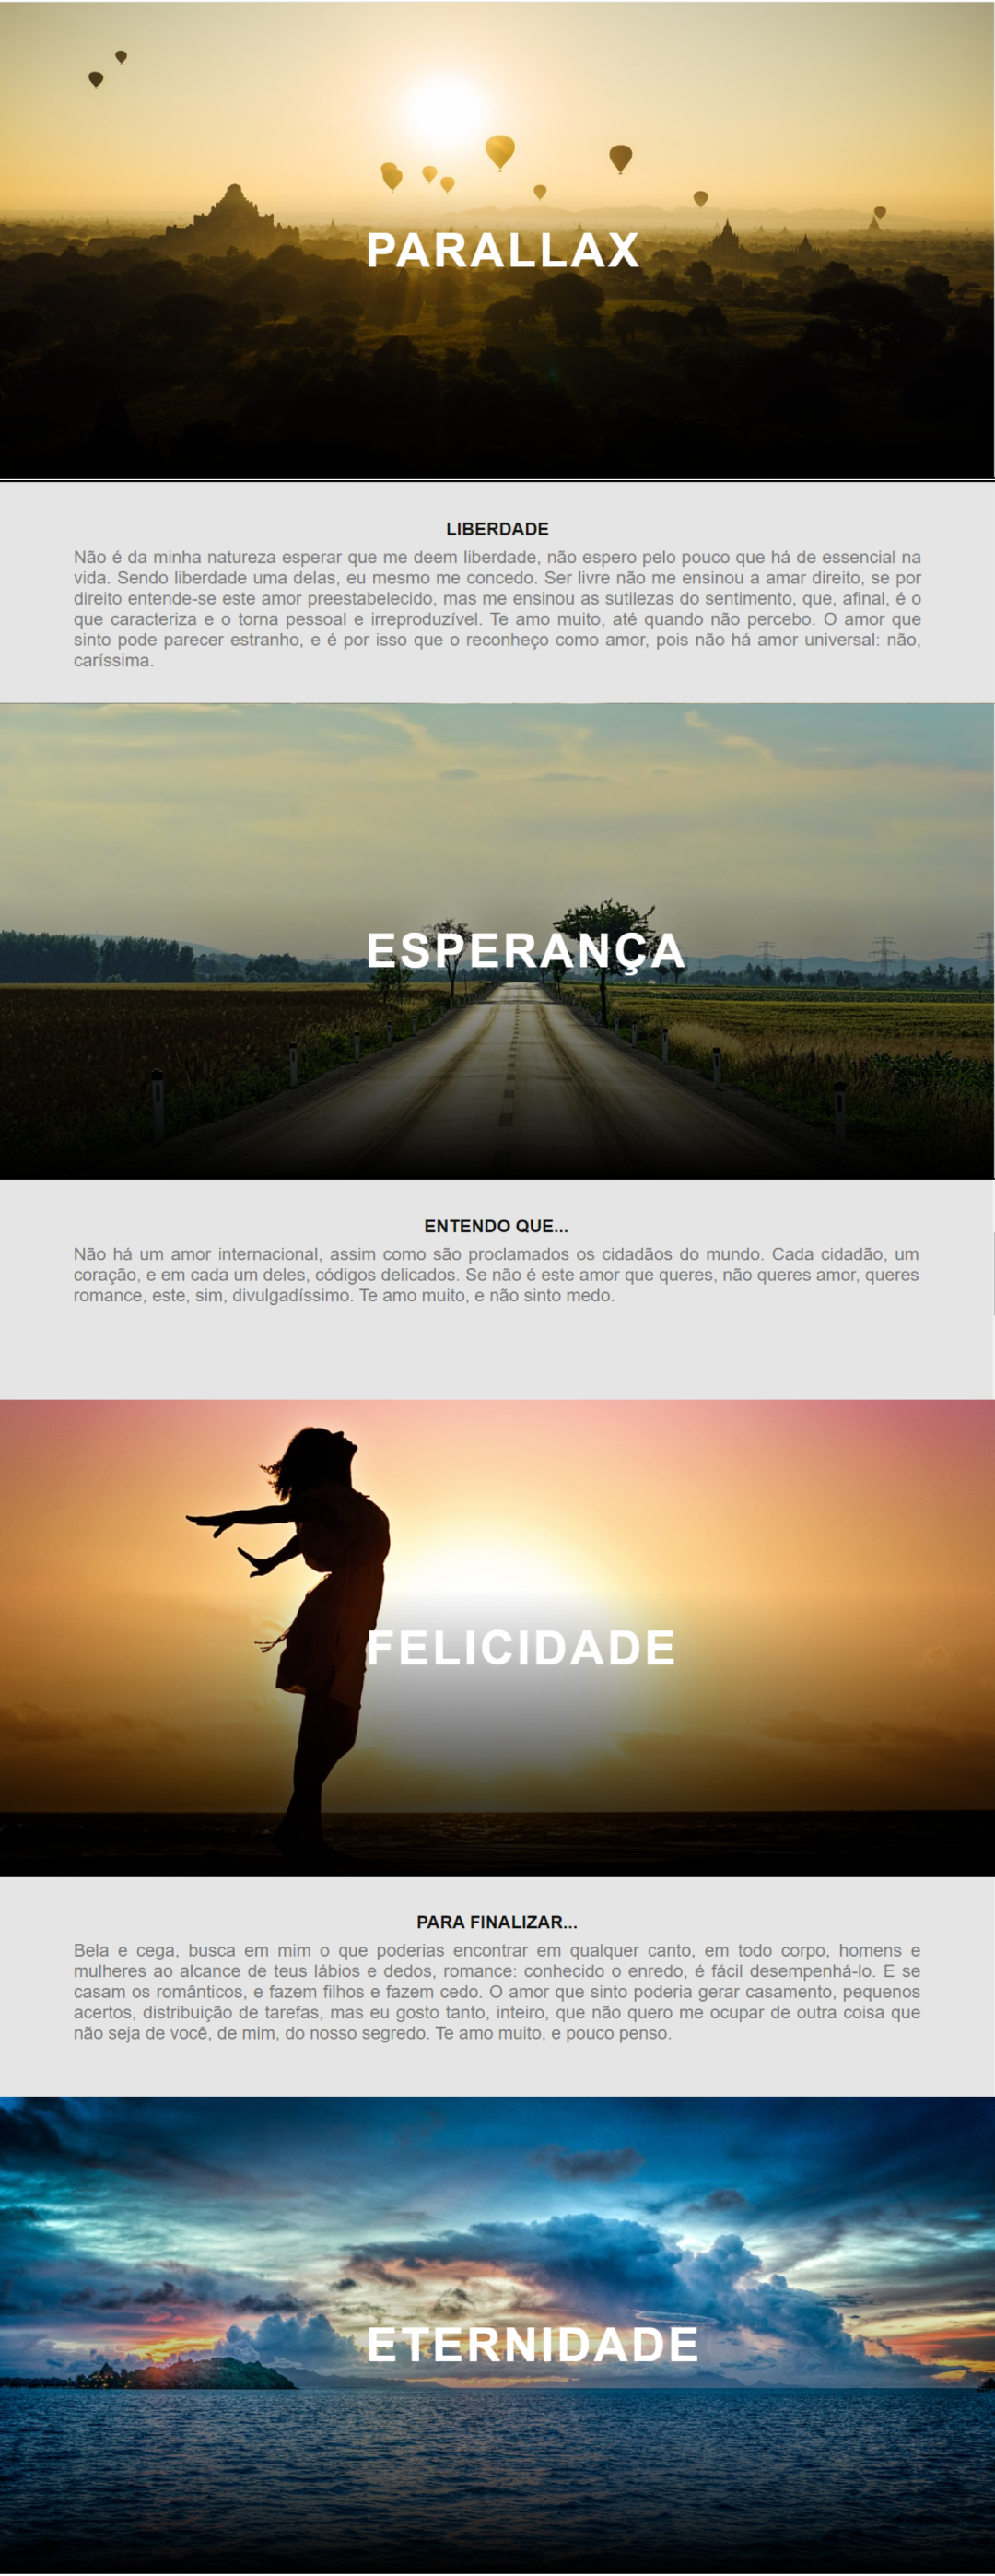 PARALLAX
LIBERDADE
Não é da minha natureza esperar que me deem liberdade, não espero pelo pouco que há de essencial na
vida. Sendo liberdade uma delas, eu mesmo me concedo. Ser livre não me ensinou a amar direito, se por
direito entende-se este amor preestabelecido, mas me ensinou as sutilezas do sentimento, que, afinal, é o
que caracteriza e o torna pessoal e irreproduzível. Te amo muito, até quando não percebo. O amor que
sinto pode parecer estranho, e é por isso que o reconheço como amor, pois não há amor universal: não,
caríssima.
ESPERANÇA
ENTENDO QUE...
Não há um amor internacional, assim como são proclamados os cidadãos do mundo. Cada cidadão, um
coração, e em cada um deles, códigos delicados. Se não é este amor que queres, não queres amor, queres
romance, este, sim, divulgadíssimo. Te amo muito, e não sinto medo.
FELICIDADE
PARA FINALIZAR...
Bela e cega, busca em mim o que poderias encontrar em qualquer canto, em todo corpo, homens e
mulheres ao alcance de teus lábios e dedos, romance: conhecido o enredo, é fácil desempenhá-lo. E se
casam os românticos, e fazem filhos e fazem cedo. O amor que sinto poderia gerar casamento, pequenos
acertos, distribuição de tarefas, mas eu gosto tanto, inteiro, que não quero me ocupar de outra coisa que
não seja de você, de mim, do nosso segredo. Te amo muito, e pouco penso.
ETERNIDADE